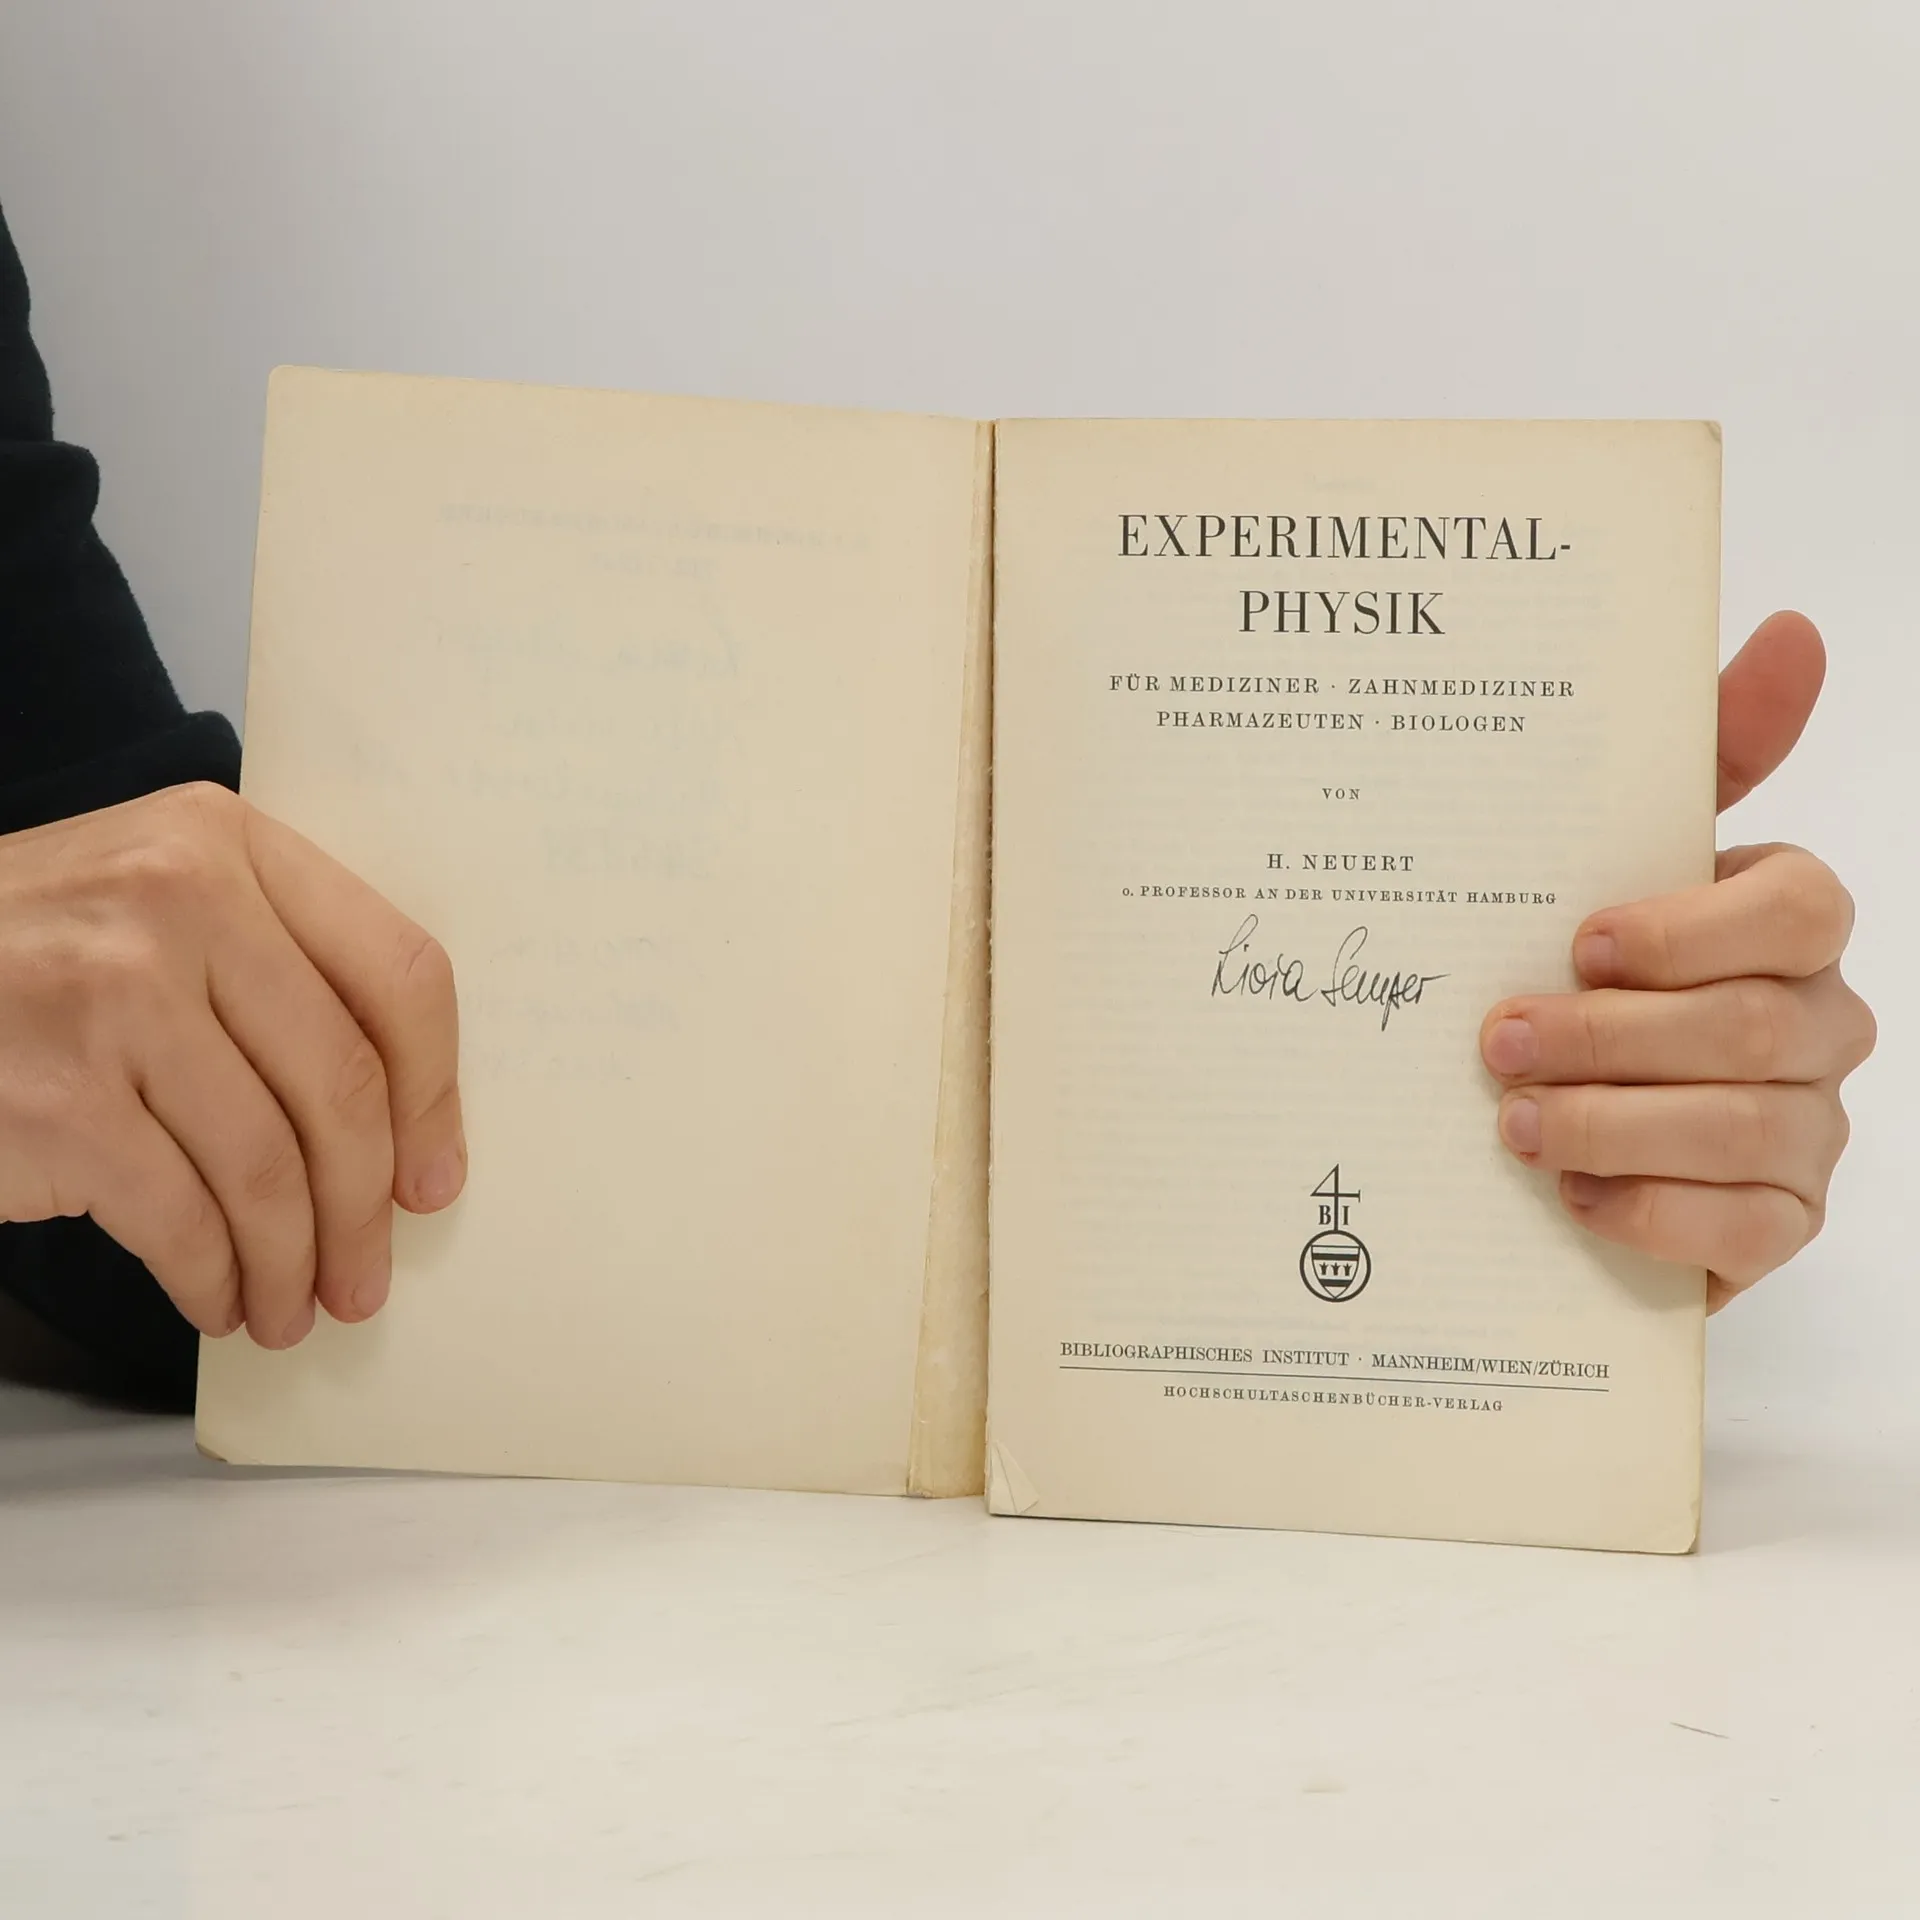 EXPERIMENTAL-
PHYSIK
FÜR MEDIZINER · ZAHNMEDIZINER
PHARMAZEUTEN · BIOLOGEN
VON
H. NEUERT
o. PROFESSOR AN DER UNIVERSITÄT HAMBURG
Semper
B I
BIBLIOGRAPHISCHES INSTITUT · MANNHEIM/WIEN/ZÜRICH
HOCHSCHULTASCHENBÜCHER-VERLAG